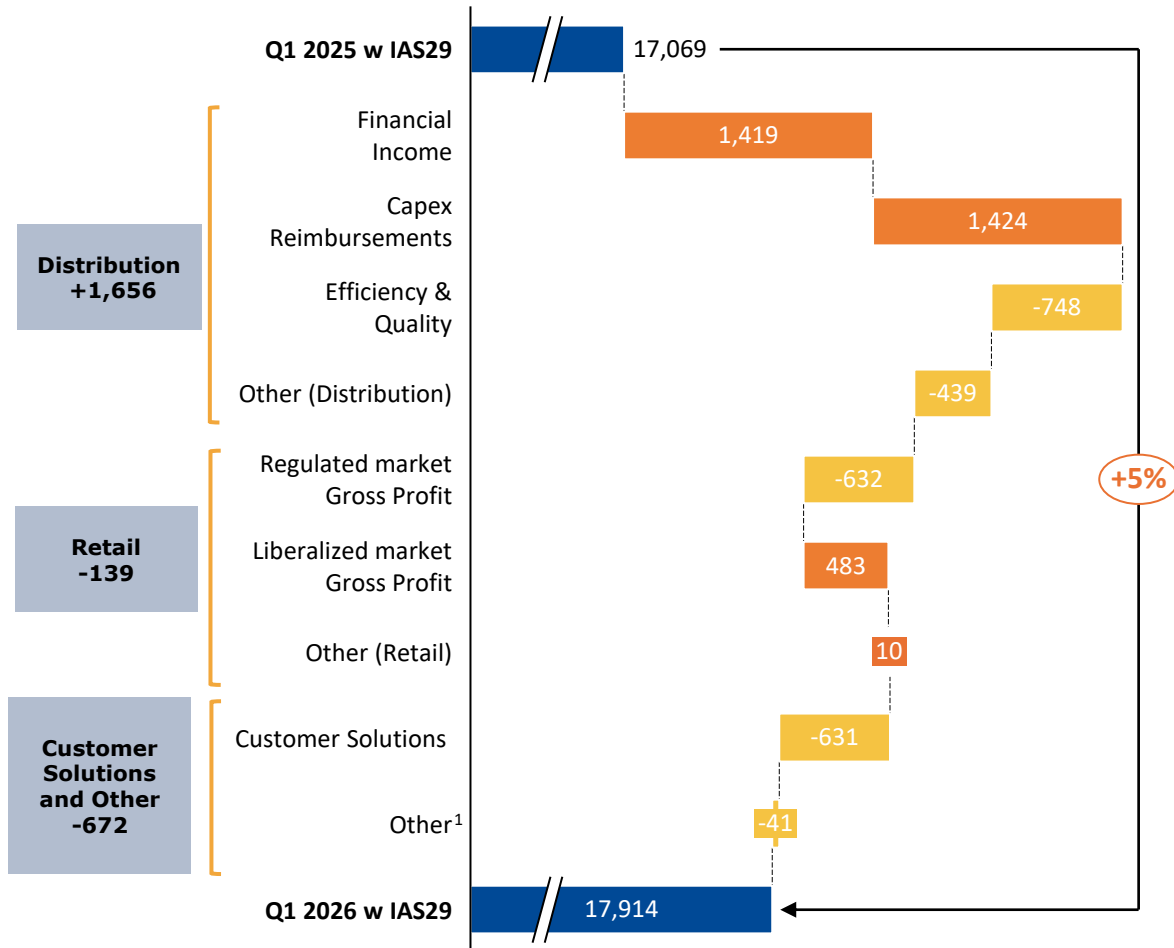 Q1 2025 w IAS29
17,069
Financial
Income
1,419
Capex
Reimbursements
1,424
Distribution
+1,656
Efficiency &
Quality
-748
Other (Distribution)
-439
Regulated market
Gross Profit
-632
+5%
Retail
-139
Liberalized market
Gross Profit
483
Other (Retail)
10
Customer
Solutions
and Other
-672
Customer Solutions
-631
Other¹
-41
Q1 2026 w IAS29
17,914